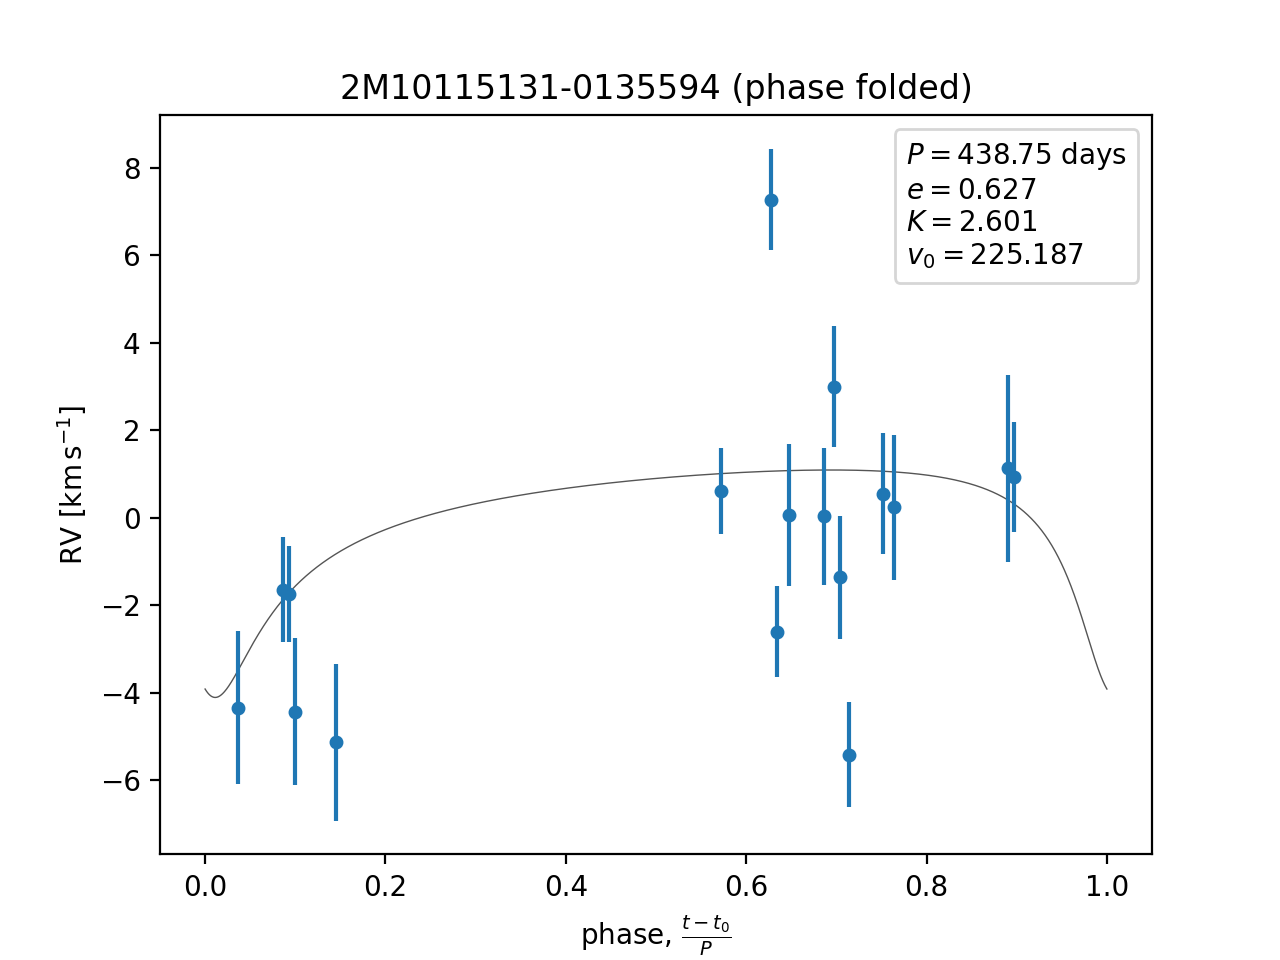 2M10115131-0135594 (phase folded)
P = 438.75 days
e = 0.627
K = 2.601
v₀ = 225.187
8
6
4
2
0
−2
−4
−6
RV [km s⁻¹]
0.0 0.2 0.4 0.6 0.8 1.0
phase, (t − t₀)/P